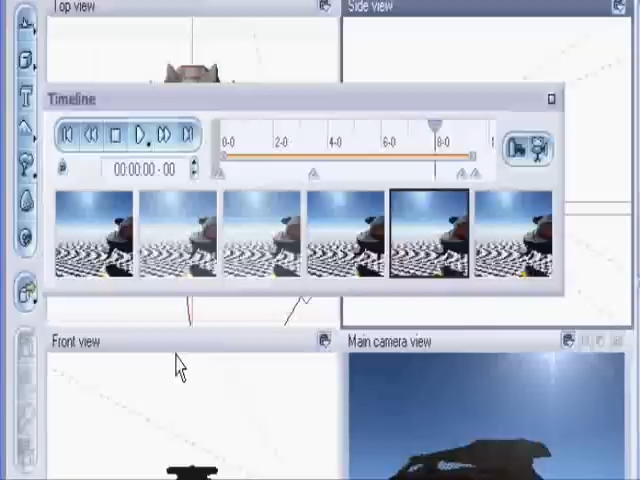 Top view
Side view
Timeline
0-0 2-0 4-0 6-0 8-0 1
00:00:00 - 00
Front view
Main camera view